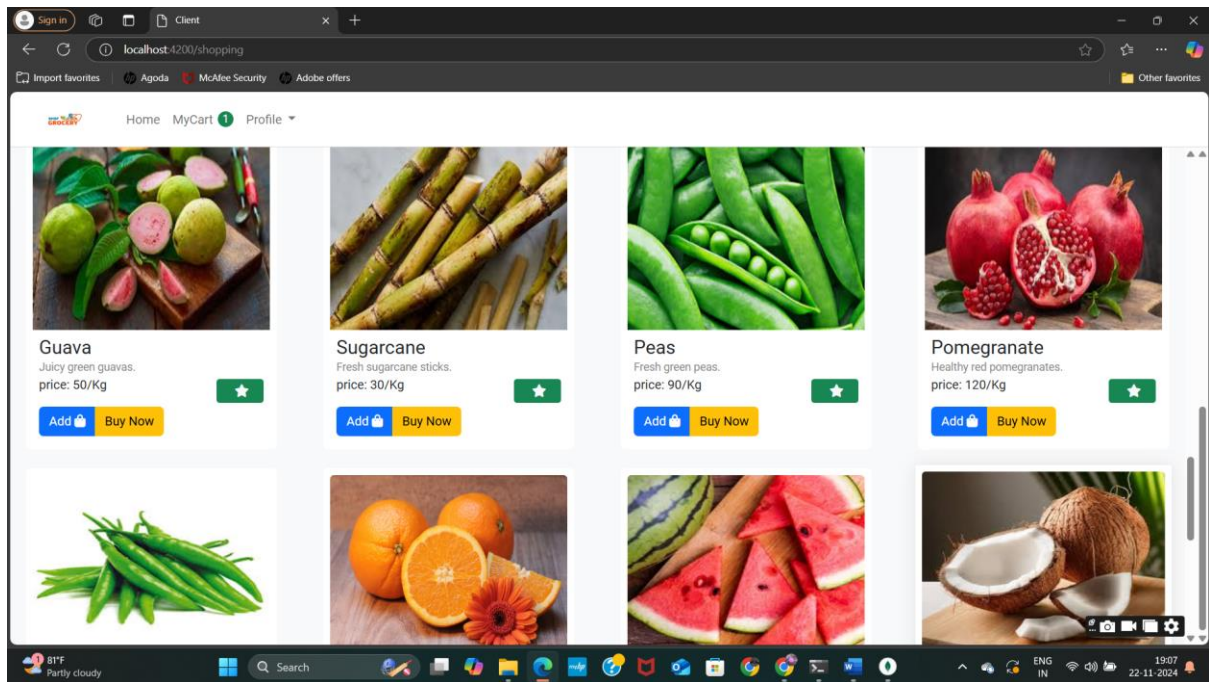 Sign in
Client
localhost:4200/shopping
Import favorites
Agoda
McAfee Security
Adobe offers
Other favorites
GROCERY
Home MyCart 1 Profile
Guava
Juicy green guavas.
price: 50/Kg
Add Buy Now
Sugarcane
Fresh sugarcane sticks.
price: 30/Kg
Add Buy Now
Peas
Fresh green peas.
price: 90/Kg
Add Buy Now
Pomegranate
Healthy red pomegranates.
price: 120/Kg
Add Buy Now
1
81°F
Partly cloudy
Search
ENG
IN
19:07
22-11-2024